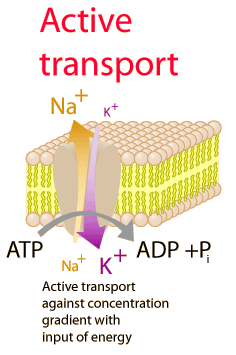 Active
transport
Na⁺ K⁺
ATP ADP +Pᵢ
Na⁺ K⁺
Active transport
against concentration
gradient with
input of energy